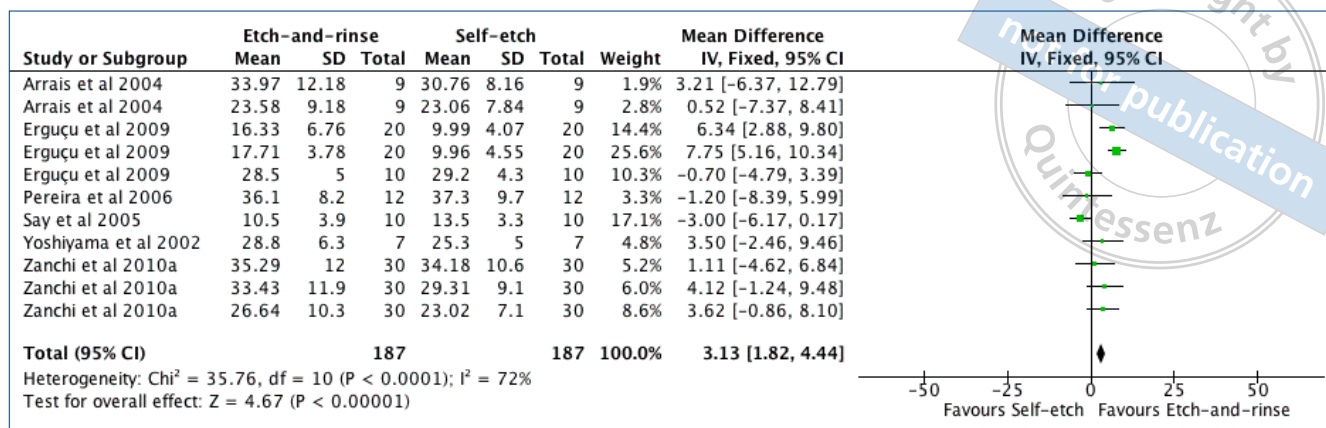 Etch-and-rinse Self-etch Mean Difference Mean Difference
Study or Subgroup Mean SD Total Mean SD Total Weight IV, Fixed, 95% CI IV, Fixed, 95% CI
Arrais et al 2004 33.97 12.18 9 30.76 8.16 9 1.9% 3.21 [-6.37, 12.79]
Arrais et al 2004 23.58 9.18 9 23.06 7.84 9 2.8% 0.52 [-7.37, 8.41]
Erguçu et al 2009 16.33 6.76 20 9.99 4.07 20 14.4% 6.34 [2.88, 9.80]
Erguçu et al 2009 17.71 3.78 20 9.96 4.55 20 25.6% 7.75 [5.16, 10.34]
Erguçu et al 2009 28.5 5 10 29.2 4.3 10 10.3% -0.70 [-4.79, 3.39]
Pereira et al 2006 36.1 8.2 12 37.3 9.7 12 3.3% -1.20 [-8.39, 5.99]
Say et al 2005 10.5 3.9 10 13.5 3.3 10 17.1% -3.00 [-6.17, 0.17]
Yoshiyama et al 2002 28.8 6.3 7 25.3 5 7 4.8% 3.50 [-2.46, 9.46]
Zanchi et al 2010a 35.29 12 30 34.18 10.6 30 5.2% 1.11 [-4.62, 6.84]
Zanchi et al 2010a 33.43 11.9 30 29.31 9.1 30 6.0% 4.12 [-1.24, 9.48]
Zanchi et al 2010a 26.64 10.3 30 23.02 7.1 30 8.6% 3.62 [-0.86, 8.10]
Total (95% CI) 187 187 100.0% 3.13 [1.82, 4.44]
Heterogeneity: Chi² = 35.76, df = 10 (P < 0.0001); I² = 72%
Test for overall effect: Z = 4.67 (P < 0.00001)
-50 -25 0 25 50
Favours Self-etch Favours Etch-and-rinse
by
not for publication
Quintessenz